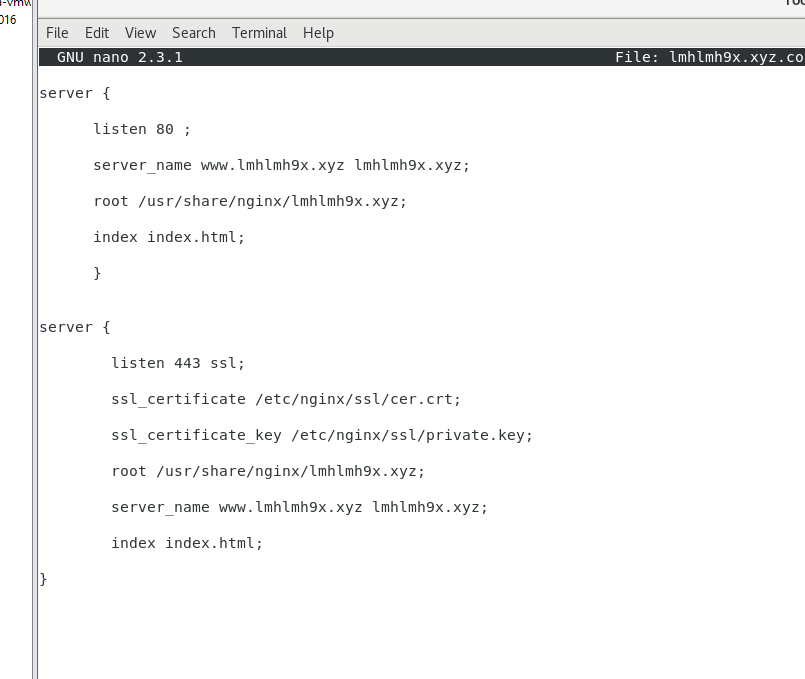 016
File Edit View Search Terminal Help
GNU nano 2.3.1 File: lmhlmh9x.xyz.co
server {
listen 80 ;
server_name www.lmhlmh9x.xyz lmhlmh9x.xyz;
root /usr/share/nginx/lmhlmh9x.xyz;
index index.html;
}
server {
listen 443 ssl;
ssl_certificate /etc/nginx/ssl/cer.crt;
ssl_certificate_key /etc/nginx/ssl/private.key;
root /usr/share/nginx/lmhlmh9x.xyz;
server_name www.lmhlmh9x.xyz lmhlmh9x.xyz;
index index.html;
}